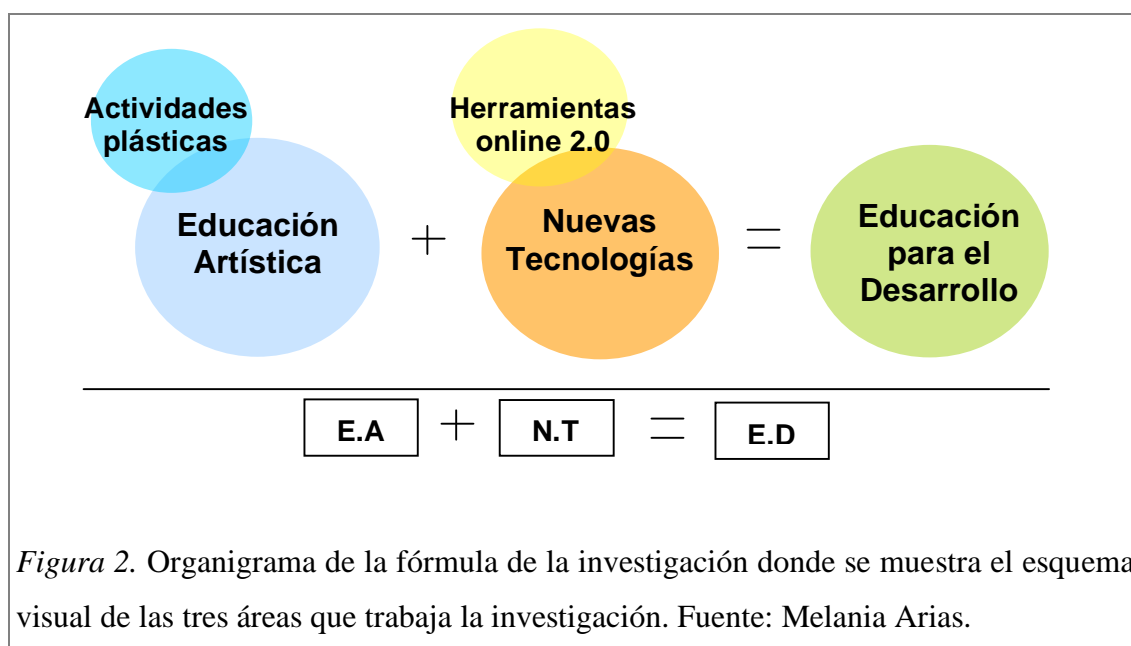 Actividades
plásticas
Herramientas
online 2.0
Educación
Artística
+
Nuevas
Tecnologías
=
Educación
para el
Desarrollo
E.A + N.T = E.D
Figura 2. Organigrama de la fórmula de la investigación donde se muestra el esquema
visual de las tres áreas que trabaja la investigación. Fuente: Melania Arias.